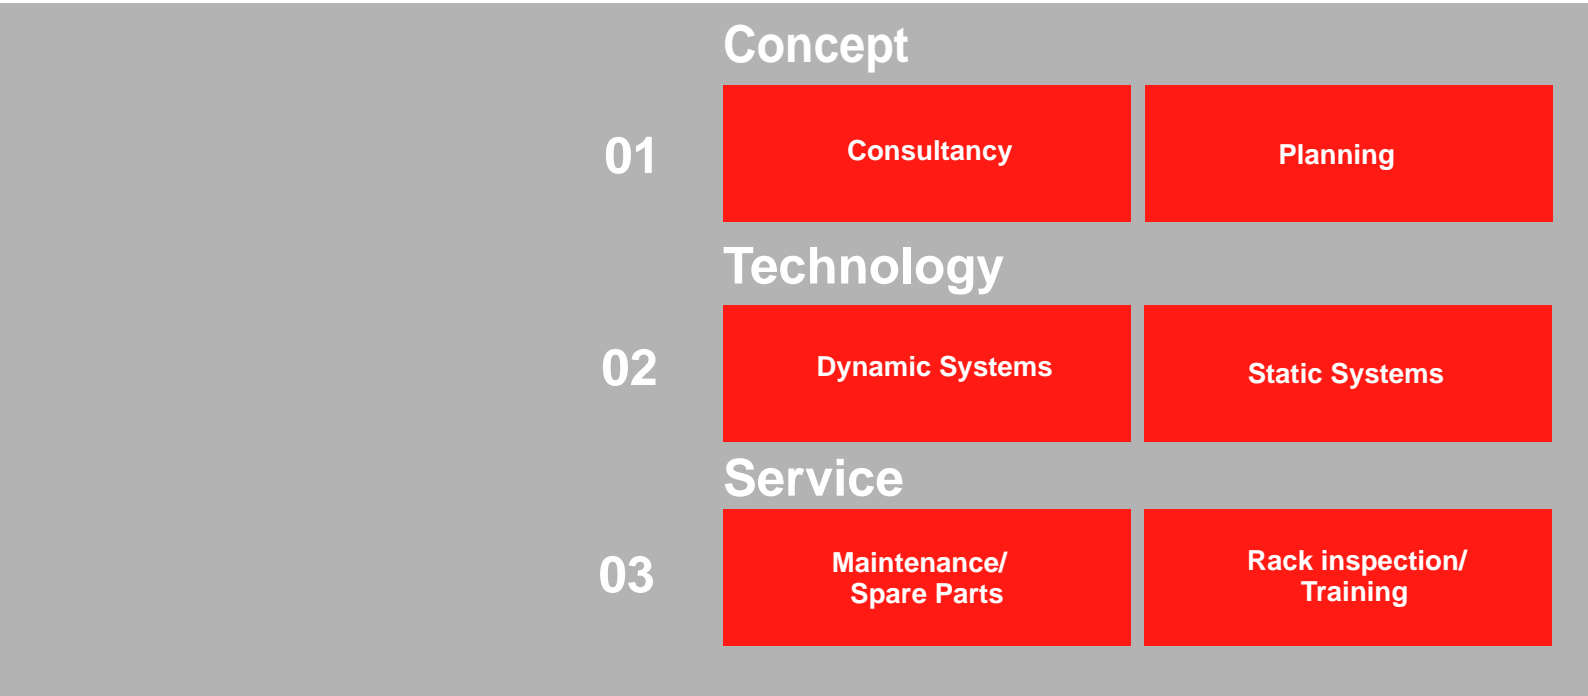 Concept
01
Consultancy
Planning
Technology
02
Dynamic Systems
Static Systems
Service
03
Maintenance/
Spare Parts
Rack inspection/
Training